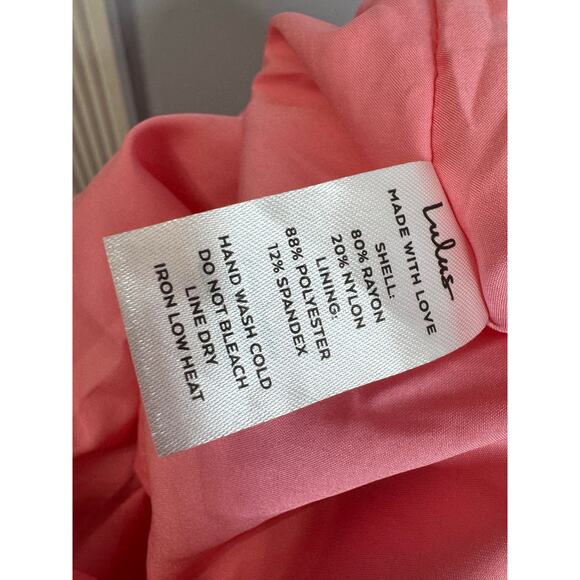 Lulus
MADE WITH LOVE
SHELL:
80% RAYON
20% NYLON
LINING:
88% POLYESTER
12% SPANDEX
HAND WASH COLD
DO NOT BLEACH
LINE DRY
IRON LOW HEAT